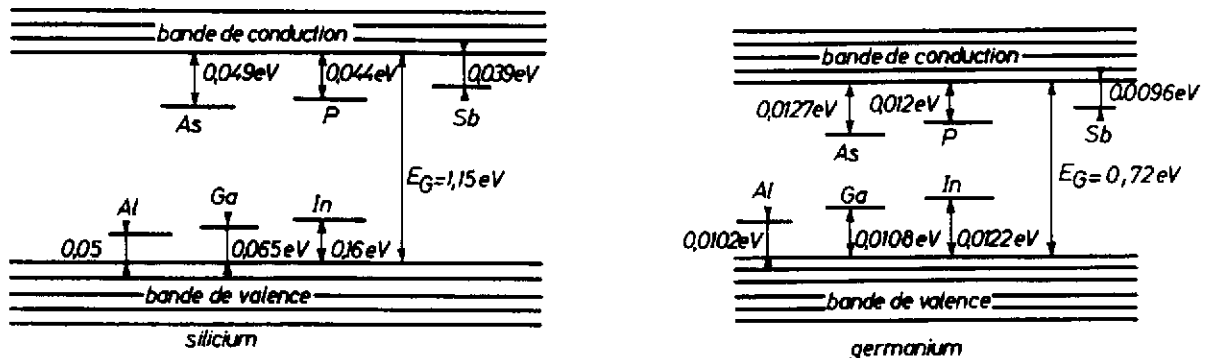 bande de conduction
0,049eV
0,044eV
0,039eV
As
P
Sb
E_G=1,15eV
Al
Ga
In
0,05
0,065eV
0,16eV
bande de valence
silicium
bande de conduction
0,0127eV
0,012eV
0.0096eV
As
P
Sb
E_G=0,72eV
Al
Ga
In
0,0102eV
0,0108eV
0,0122eV
bande de valence
germanium